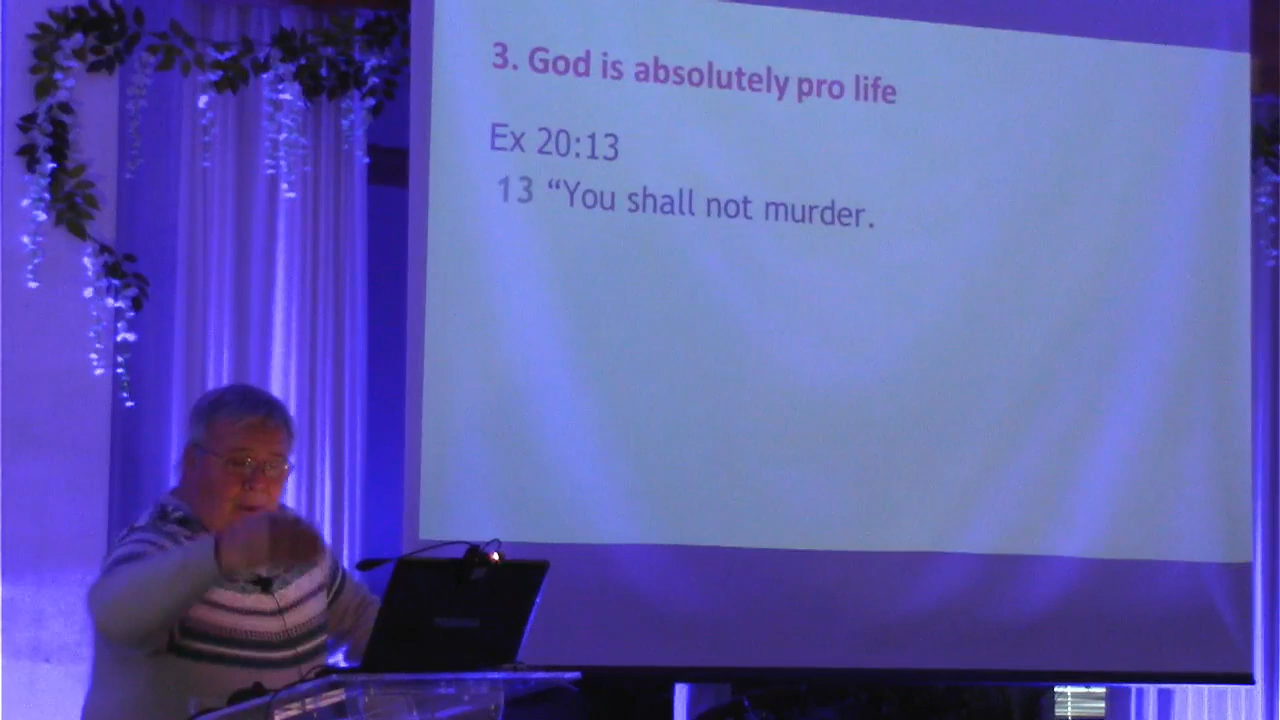 3. God is absolutely pro life
Ex 20:13
13 “You shall not murder.